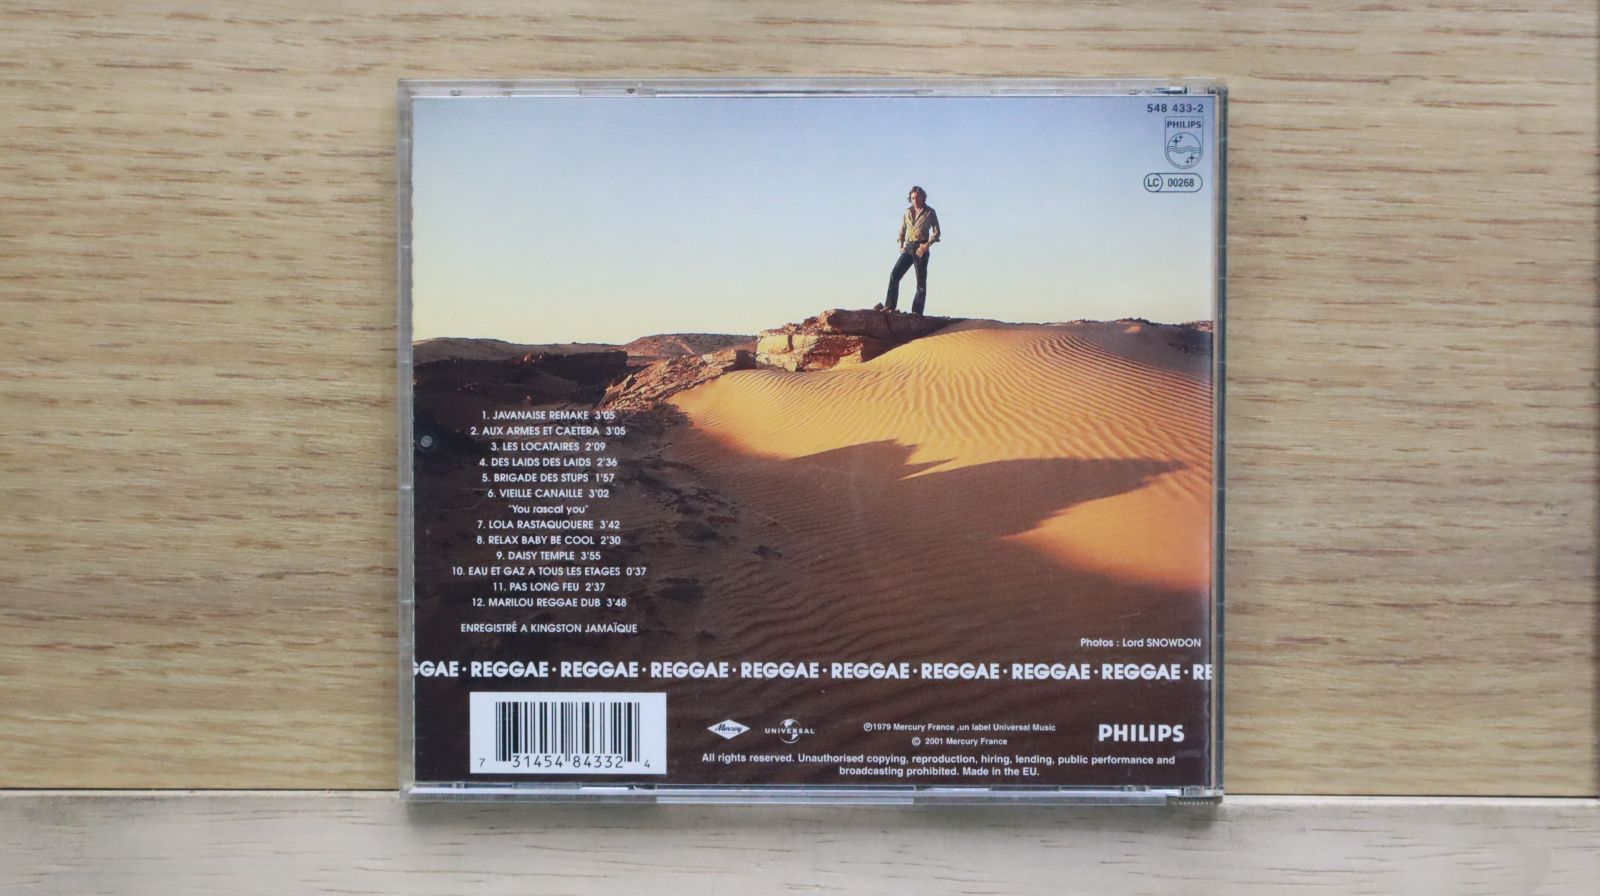 548 433-2
PHILIPS
LC 00268
1. JAVANAISE REMAKE 3'05
2. AUX ARMES ET CAETERA 3'05
3. LES LOCATAIRES 2'09
4. DES LAIDS DES LAIDS 2'36
5. BRIGADE DES STUPS 1'57
6. VIEILLE CANAILLE 3'02
"You rascal you"
7. LOLA RASTAQUOUERE 3'42
8. RELAX BABY BE COOL 2'30
9. DAISY TEMPLE 3'55
10. EAU ET GAZ A TOUS LES ETAGES 0'37
11. PAS LONG FEU 2'37
12. MARILOU REGGAE DUB 3'48
ENREGISTRÉ A KINGSTON JAMAÏQUE
Photos : Lord SNOWDON
GGAE · REGGAE · REGGAE · REGGAE · REGGAE · REGGAE · REGGAE · REGGAE · REGGAE · RE
7 31454 84332 4
Mercury
UNIVERSAL
℗1979 Mercury France ,un label Universal Music
© 2001 Mercury France
PHILIPS
All rights reserved. Unauthorised copying, reproduction, hiring, lending, public performance and
broadcasting prohibited. Made in the EU.